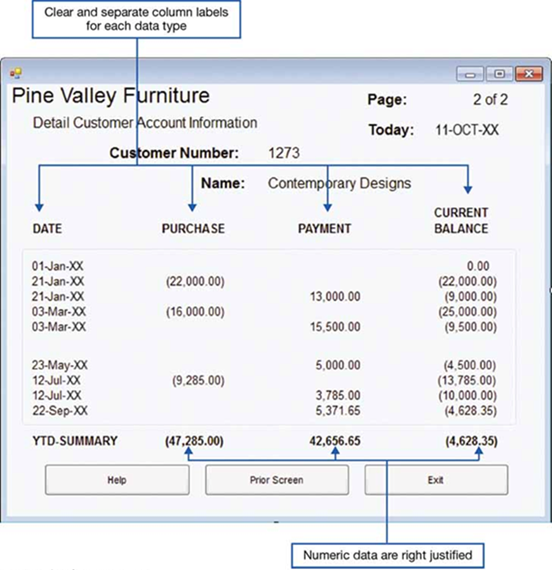 Clear and separate column labels
for each data type
Pine Valley Furniture
Page: 2 of 2
Detail Customer Account Information
Today: 11-OCT-XX
Customer Number: 1273
Name: Contemporary Designs
DATE PURCHASE PAYMENT CURRENT
BALANCE
01-Jan-XX 0.00
21-Jan-XX (22,000.00) (22,000.00)
21-Jan-XX 13,000.00 (9,000.00)
03-Mar-XX (16,000.00) (25,000.00)
03-Mar-XX 15,500.00 (9,500.00)
23-May-XX 5,000.00 (4,500.00)
12-Jul-XX (9,285.00) (13,785.00)
12-Jul-XX 3,785.00 (10,000.00)
22-Sep-XX 5,371.65 (4,628.35)
YTD-SUMMARY (47,285.00) 42,656.65 (4,628.35)
Help Prior Screen Exit
Numeric data are right justified